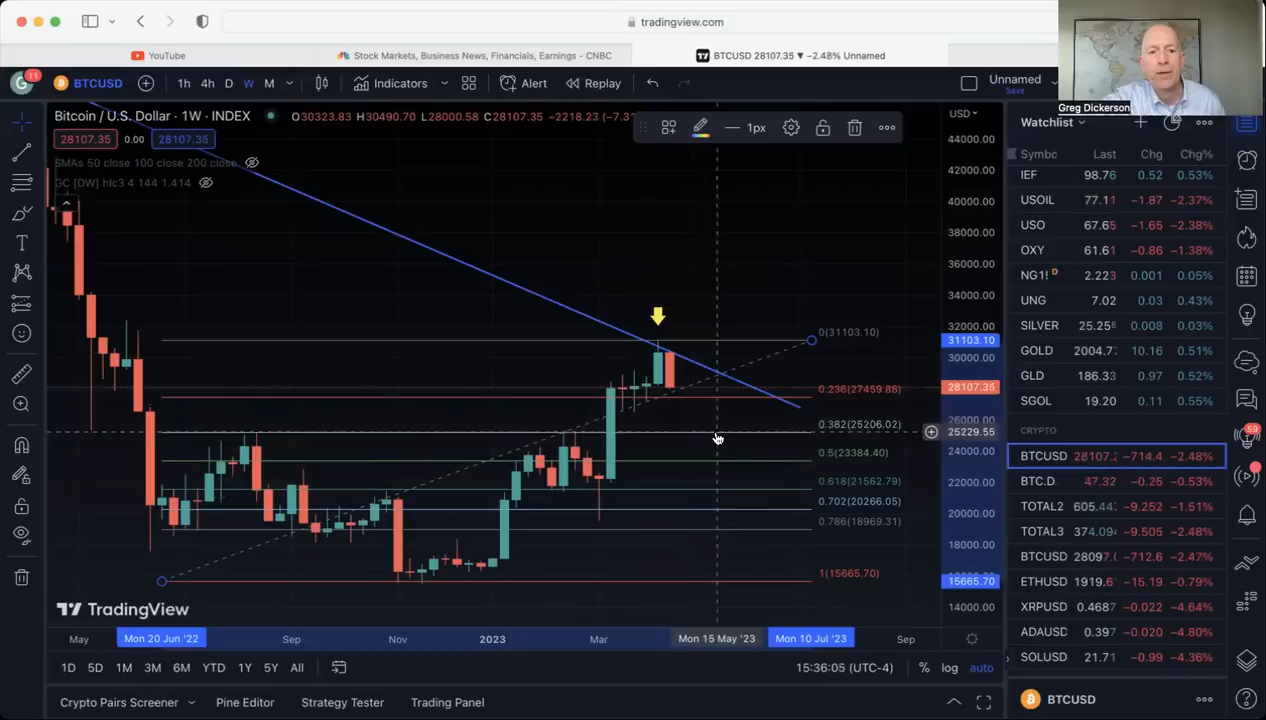 tradingview.com
YouTube
Stock Markets, Business News, Financials, Earnings - CNBC
BTCUSD 28107.35 ▼ −2.48% Unnamed
Greg Dickerson
11
BTCUSD
1h 4h D W M
Indicators
Alert
Replay
Unnamed
Save
Bitcoin / U.S. Dollar · 1W · INDEX
O30323.83 H30490.70 L28000.58 C28107.35 −2218.23
28107.35 0.00 28107.35
SMAs 50 close 100 close 200 close
GC [DW] hlc3 4 144 1.414
1px
USD
44000.00
42000.00
40000.00
38000.00
36000.00
34000.00
32000.00
31103.10
30000.00
28107.35
26000.00
25229.55
24000.00
22000.00
20000.00
18000.00
15665.70
14000.00
0(31103.10)
0.236(27459.88)
0.382(25206.02)
0.5(23384.40)
0.618(21562.79)
0.702(20266.05)
0.786(18969.31)
1(15665.70)
TradingView
May
Mon 20 Jun '22
Sep
Nov
2023
Mar
Mon 15 May '23
Mon 10 Jul '23
Sep
1D 5D 1M 3M 6M YTD 1Y 5Y All
15:36:05 (UTC-4)
% log auto
Crypto Pairs Screener
Pine Editor
Strategy Tester
Trading Panel
Watchlist
Symbc Last Chg Chg%
IEF 98.76 0.52 0.53%
USOIL 77.11 −1.87 −2.37%
USO 67.65 −1.65 −2.38%
OXY 61.61 −0.86 −1.38%
NG1! D 2.223 0.001 0.05%
UNG 7.02 0.03 0.43%
SILVER 25.258 0.008 0.03%
GOLD 2004.7 10.16 0.51%
GLD 186.33 0.97 0.52%
SGOL 19.20 0.11 0.55%
CRYPTO
BTCUSD 28107. −714.4 −2.48%
BTC.D 47.32 −0.25 −0.53%
TOTAL2 605.44 −9.252 −1.51%
TOTAL3 374.09 −9.505 −2.48%
BTCUSD 28097. −712.6 −2.47%
ETHUSD 1919.6 −15.19 −0.79%
XRPUSD 0.4687 −0.022 −4.64%
ADAUSD 0.397 −0.020 −4.80%
SOLUSD 21.71 −0.99 −4.36%
BTCUSD
59